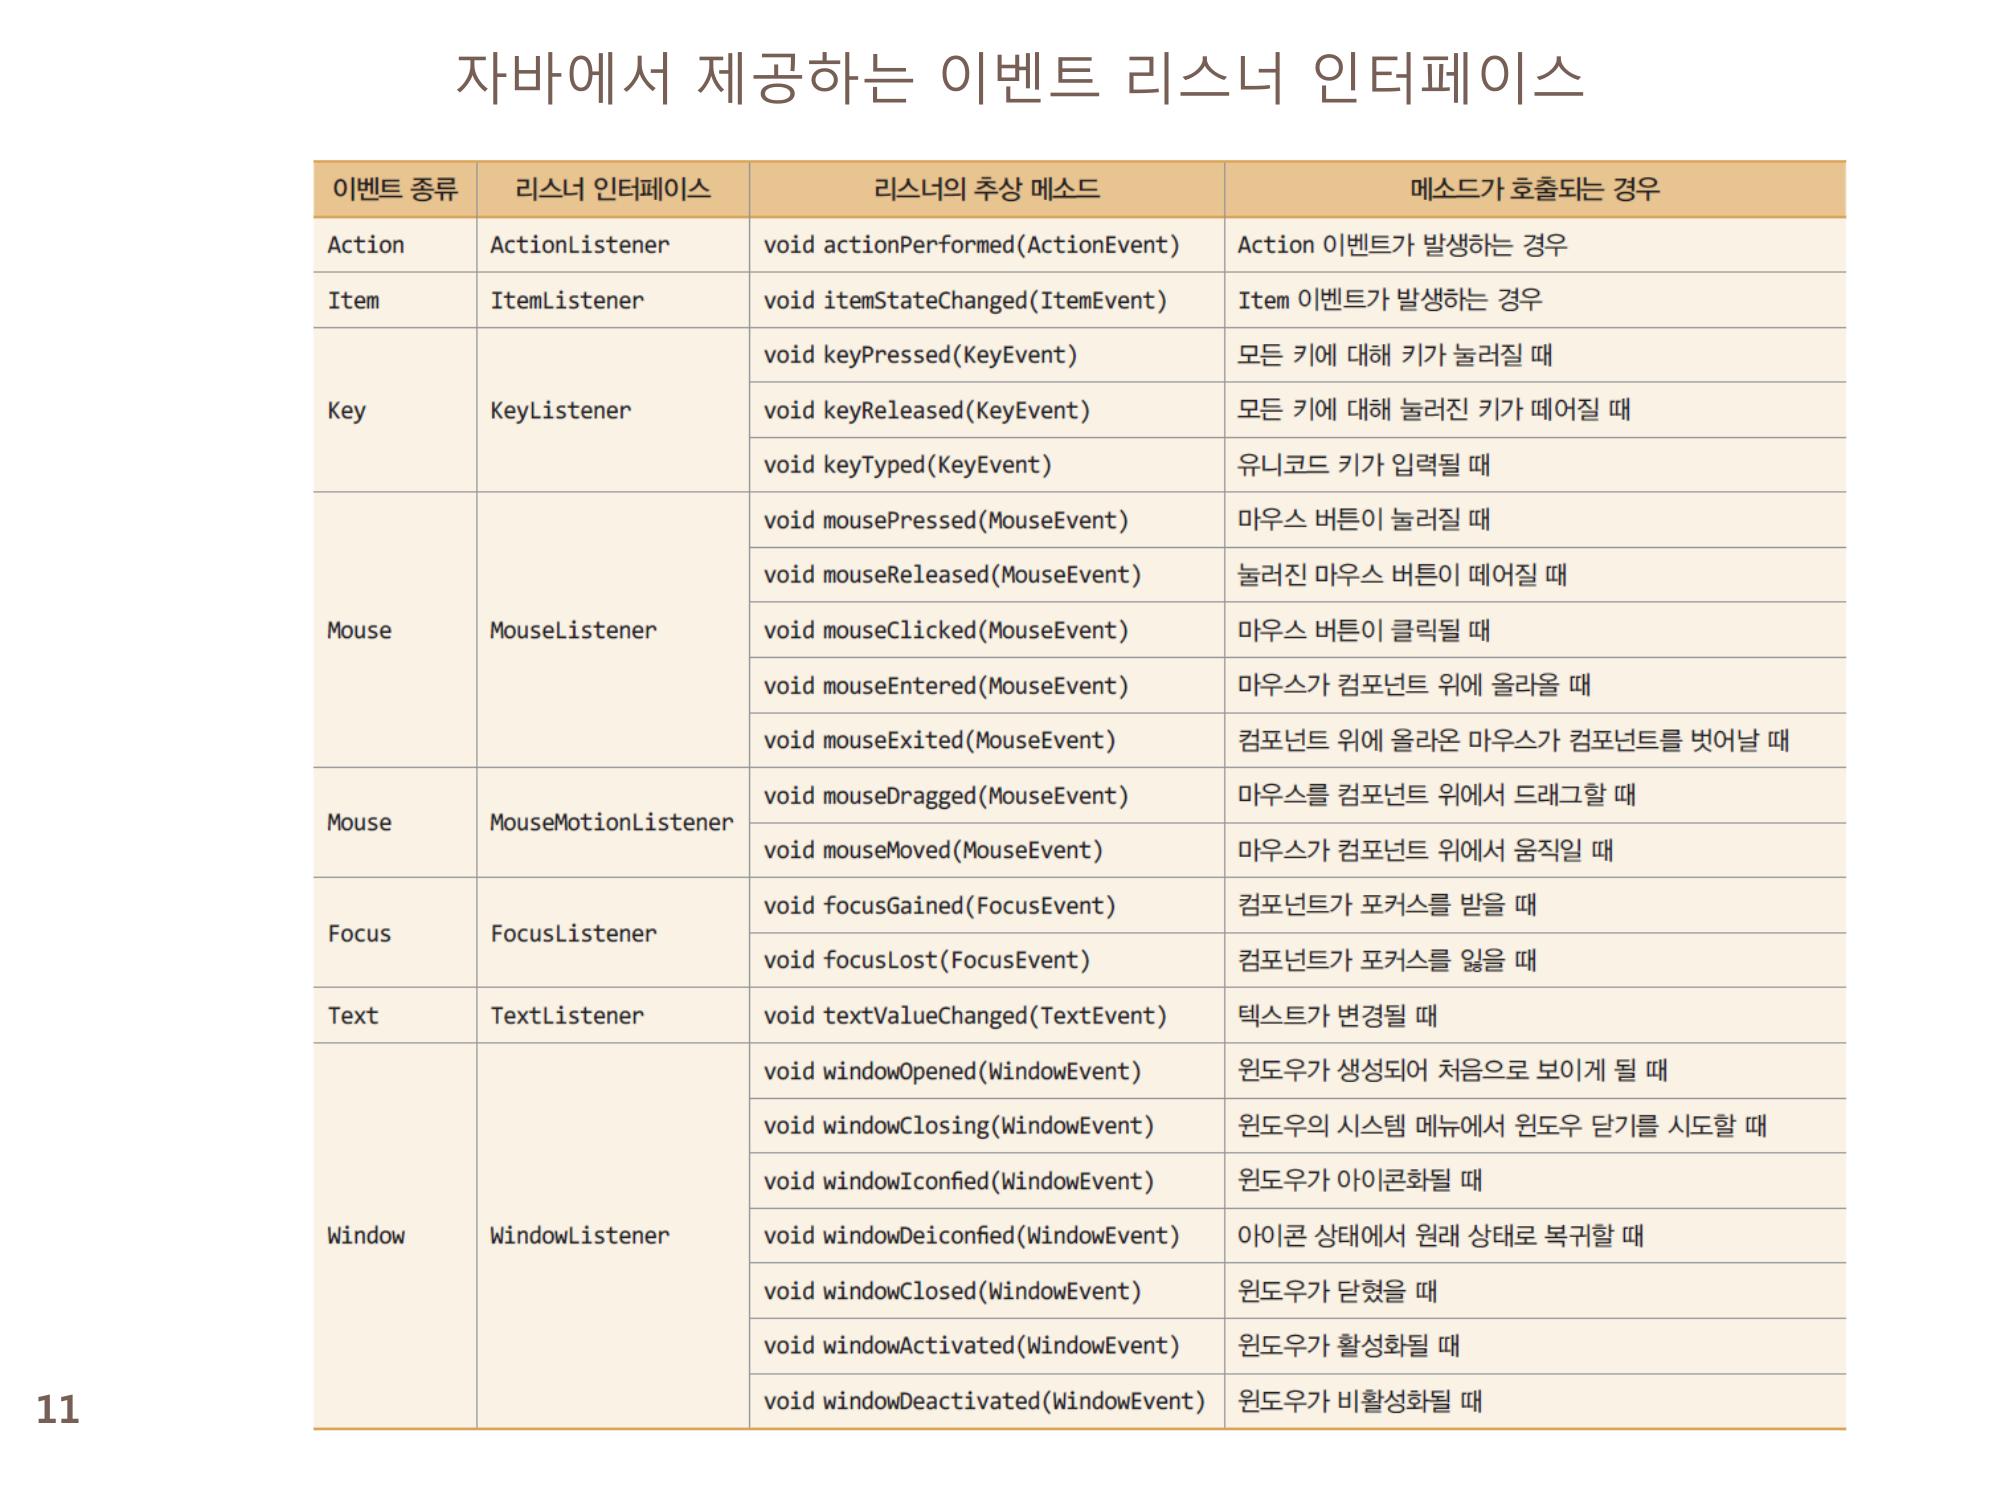 자바에서 제공하는 이벤트 리스너 인터페이스
이벤트 종류 리스너 인터페이스 리스너의 추상 메소드 메소드가 호출되는 경우
Action ActionListener void actionPerformed(ActionEvent) Action 이벤트가 발생하는 경우
Item ItemListener void itemStateChanged(ItemEvent) Item 이벤트가 발생하는 경우
Key KeyListener void keyPressed(KeyEvent) 모든 키에 대해 키가 눌러질 때
void keyReleased(KeyEvent) 모든 키에 대해 눌러진 키가 떼어질 때
void keyTyped(KeyEvent) 유니코드 키가 입력될 때
Mouse MouseListener void mousePressed(MouseEvent) 마우스 버튼이 눌러질 때
void mouseReleased(MouseEvent) 눌러진 마우스 버튼이 떼어질 때
void mouseClicked(MouseEvent) 마우스 버튼이 클릭될 때
void mouseEntered(MouseEvent) 마우스가 컴포넌트 위에 올라올 때
void mouseExited(MouseEvent) 컴포넌트 위에 올라온 마우스가 컴포넌트를 벗어날 때
Mouse MouseMotionListener void mouseDragged(MouseEvent) 마우스를 컴포넌트 위에서 드래그할 때
void mouseMoved(MouseEvent) 마우스가 컴포넌트 위에서 움직일 때
Focus FocusListener void focusGained(FocusEvent) 컴포넌트가 포커스를 받을 때
void focusLost(FocusEvent) 컴포넌트가 포커스를 잃을 때
Text TextListener void textValueChanged(TextEvent) 텍스트가 변경될 때
Window WindowListener void windowOpened(WindowEvent) 윈도우가 생성되어 처음으로 보이게 될 때
void windowClosing(WindowEvent) 윈도우의 시스템 메뉴에서 윈도우 닫기를 시도할 때
void windowIconfied(WindowEvent) 윈도우가 아이콘화될 때
void windowDeiconfied(WindowEvent) 아이콘 상태에서 원래 상태로 복귀할 때
void windowClosed(WindowEvent) 윈도우가 닫혔을 때
void windowActivated(WindowEvent) 윈도우가 활성화될 때
void windowDeactivated(WindowEvent) 윈도우가 비활성화될 때
11